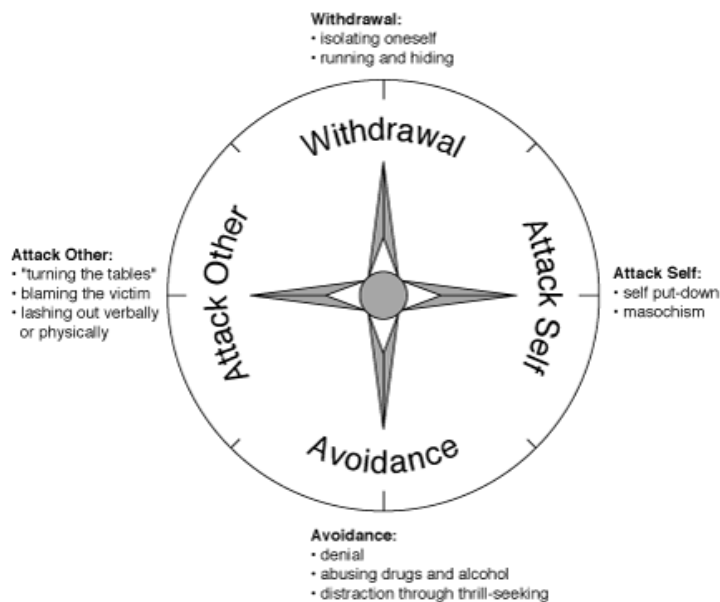 Withdrawal:
• isolating oneself
• running and hiding
Withdrawal
Attack Other
Attack Self
Avoidance
Attack Other:
• "turning the tables"
• blaming the victim
• lashing out verbally
or physically
Attack Self:
• self put-down
• masochism
Avoidance:
• denial
• abusing drugs and alcohol
• distraction through thrill-seeking